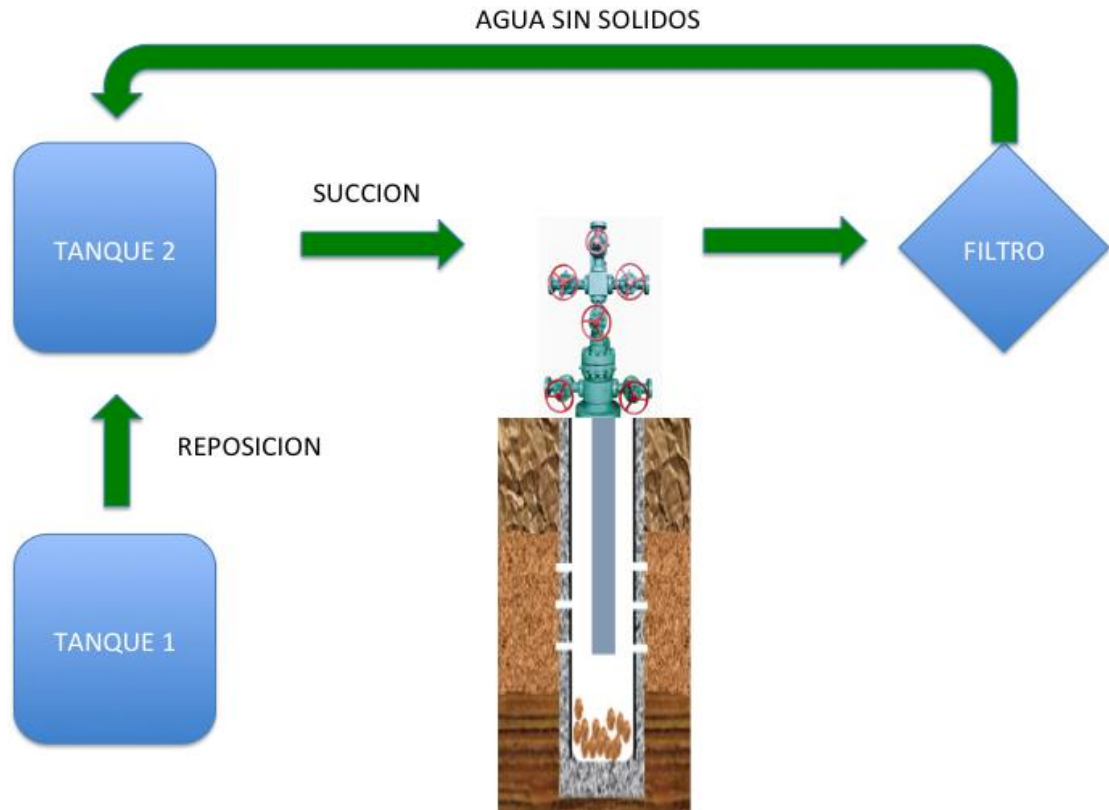 AGUA SIN SOLIDOS
SUCCION
TANQUE 2
FILTRO
REPOSICION
TANQUE 1